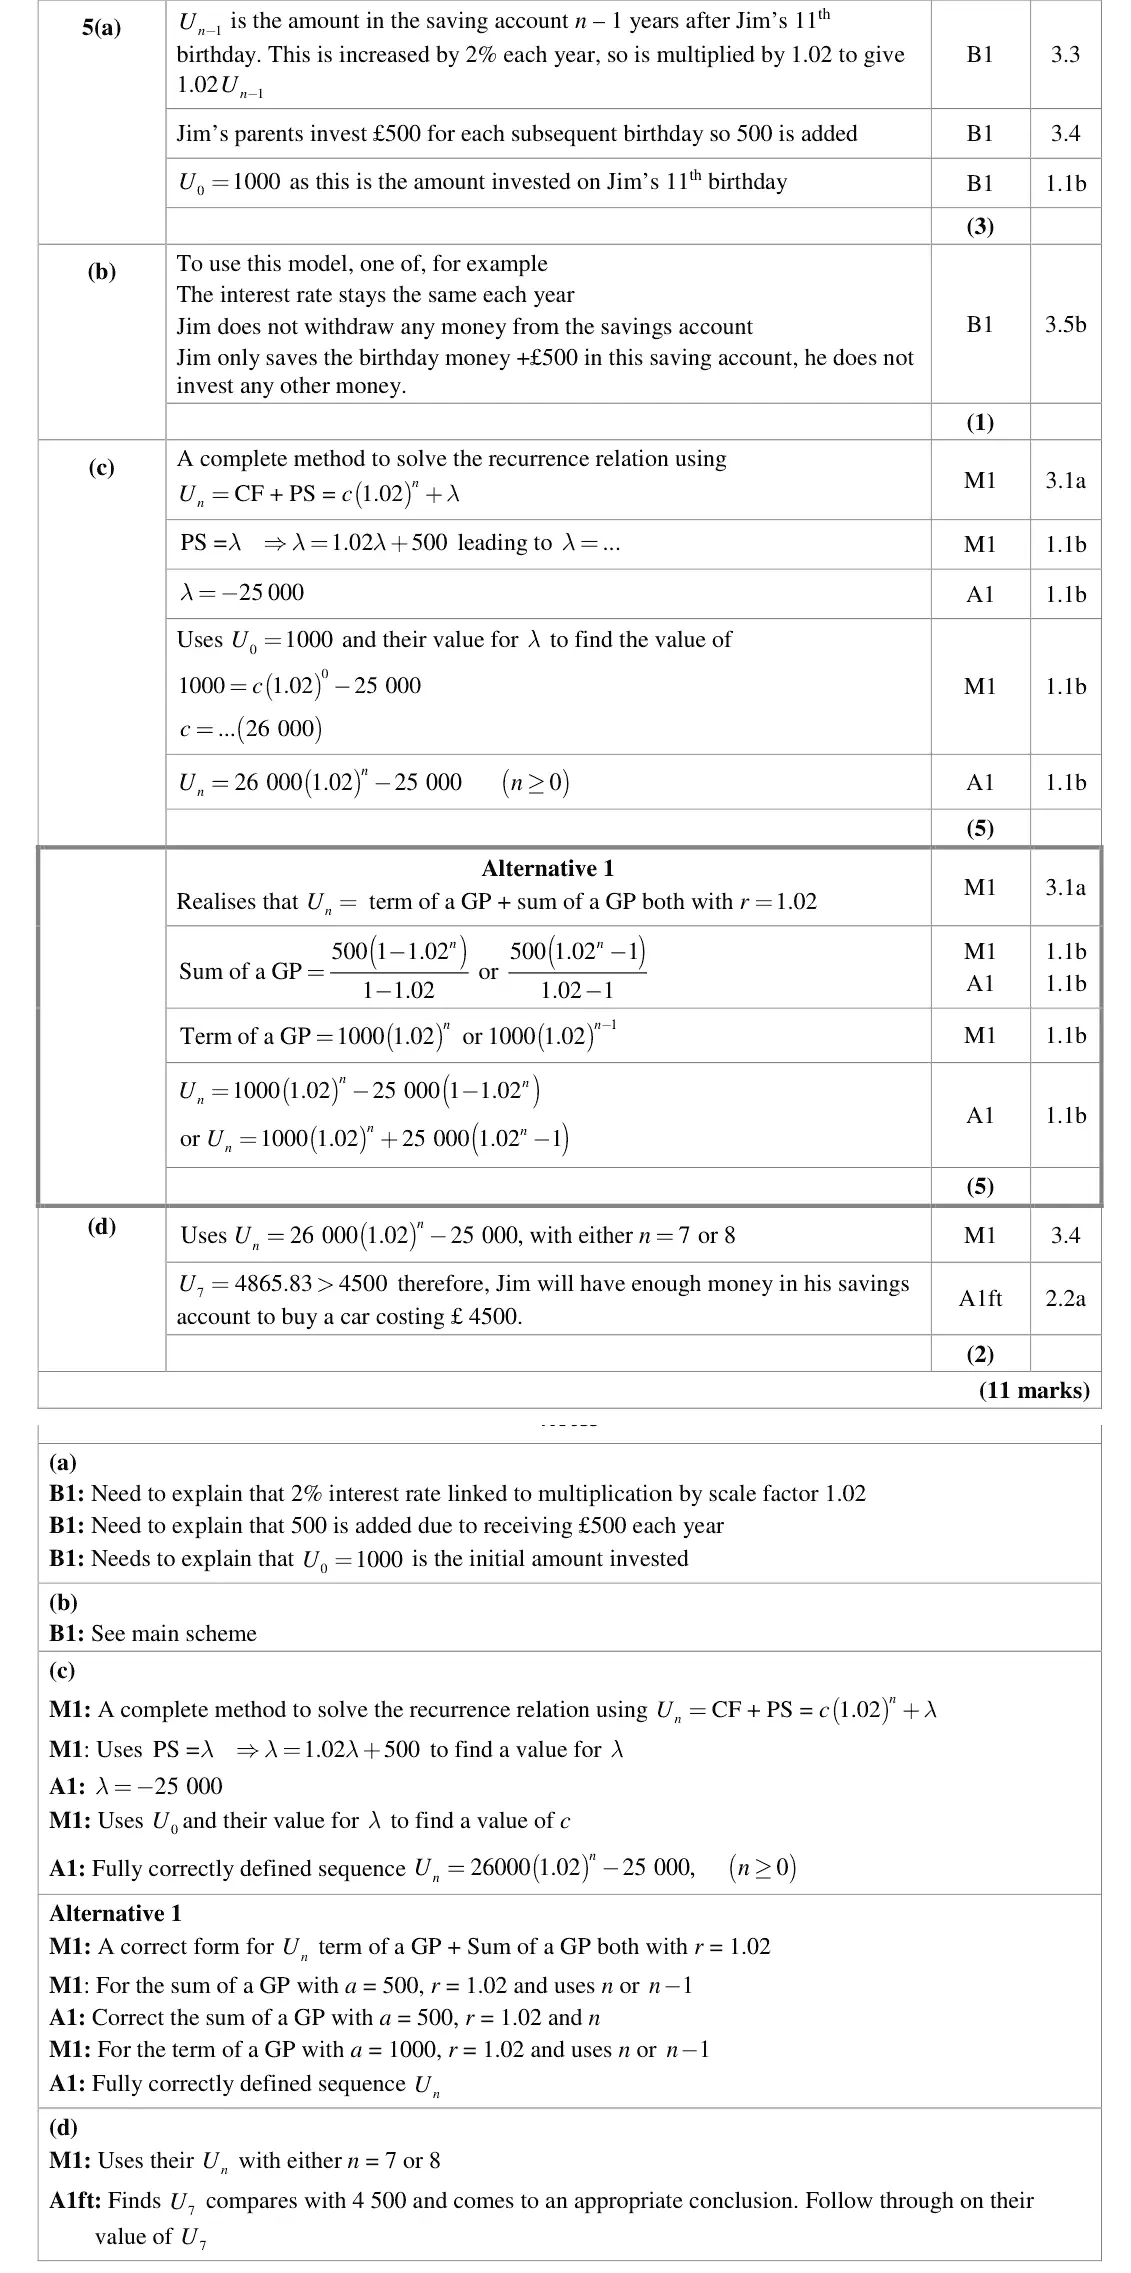 5(a)
U_{n−1} is the amount in the saving account n – 1 years after Jim’s 11th
birthday. This is increased by 2% each year, so is multiplied by 1.02 to give
1.02U_{n−1}
B1 3.3
Jim’s parents invest £500 for each subsequent birthday so 500 is added B1 3.4
U_0 = 1000 as this is the amount invested on Jim’s 11th birthday B1 1.1b
(3)
(b)
To use this model, one of, for example
The interest rate stays the same each year
Jim does not withdraw any money from the savings account
Jim only saves the birthday money +£500 in this saving account, he does not
invest any other money.
B1 3.5b
(1)
(c)
A complete method to solve the recurrence relation using
U_n = CF + PS = c(1.02)^n + λ
M1 3.1a
PS = λ ⇒ λ = 1.02λ + 500 leading to λ = ... M1 1.1b
λ = −25 000 A1 1.1b
Uses U_0 = 1000 and their value for λ to find the value of
1000 = c(1.02)^0 − 25 000
c = ...(26 000)
M1 1.1b
U_n = 26 000(1.02)^n − 25 000 (n ≥ 0) A1 1.1b
(5)
Alternative 1
Realises that U_n = term of a GP + sum of a GP both with r = 1.02
M1 3.1a
Sum of a GP = 500(1−1.02^n)/(1−1.02) or 500(1.02^n −1)/(1.02−1)
M1 1.1b
A1 1.1b
Term of a GP = 1000(1.02)^n or 1000(1.02)^{n−1} M1 1.1b
U_n = 1000(1.02)^n − 25 000(1−1.02^n)
or U_n = 1000(1.02)^n + 25 000(1.02^n −1)
A1 1.1b
(5)
(d)
Uses U_n = 26 000(1.02)^n − 25 000, with either n = 7 or 8 M1 3.4
U_7 = 4865.83 > 4500 therefore, Jim will have enough money in his savings
account to buy a car costing £ 4500.
A1ft 2.2a
(2)
(11 marks)
(a)
B1: Need to explain that 2% interest rate linked to multiplication by scale factor 1.02
B1: Need to explain that 500 is added due to receiving £500 each year
B1: Needs to explain that U_0 = 1000 is the initial amount invested
(b)
B1: See main scheme
(c)
M1: A complete method to solve the recurrence relation using U_n = CF + PS = c(1.02)^n + λ
M1: Uses PS = λ ⇒ λ = 1.02λ + 500 to find a value for λ
A1: λ = −25 000
M1: Uses U_0 and their value for λ to find a value of c
A1: Fully correctly defined sequence U_n = 26000(1.02)^n − 25 000, (n ≥ 0)
Alternative 1
M1: A correct form for U_n term of a GP + Sum of a GP both with r = 1.02
M1: For the sum of a GP with a = 500, r = 1.02 and uses n or n−1
A1: Correct the sum of a GP with a = 500, r = 1.02 and n
M1: For the term of a GP with a = 1000, r = 1.02 and uses n or n−1
A1: Fully correctly defined sequence U_n
(d)
M1: Uses their U_n with either n = 7 or 8
A1ft: Finds U_7 compares with 4 500 and comes to an appropriate conclusion. Follow through on their
value of U_7